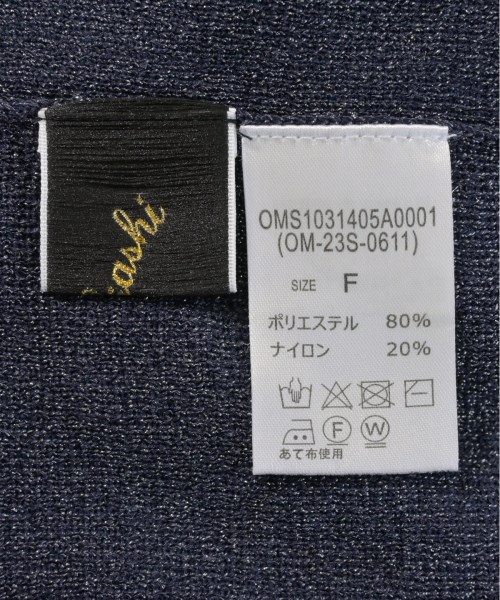 OMS1031405A0001
(OM-23S-0611)
SIZE F
ポリエステル 80%
ナイロン 20%
F W
あて布使用